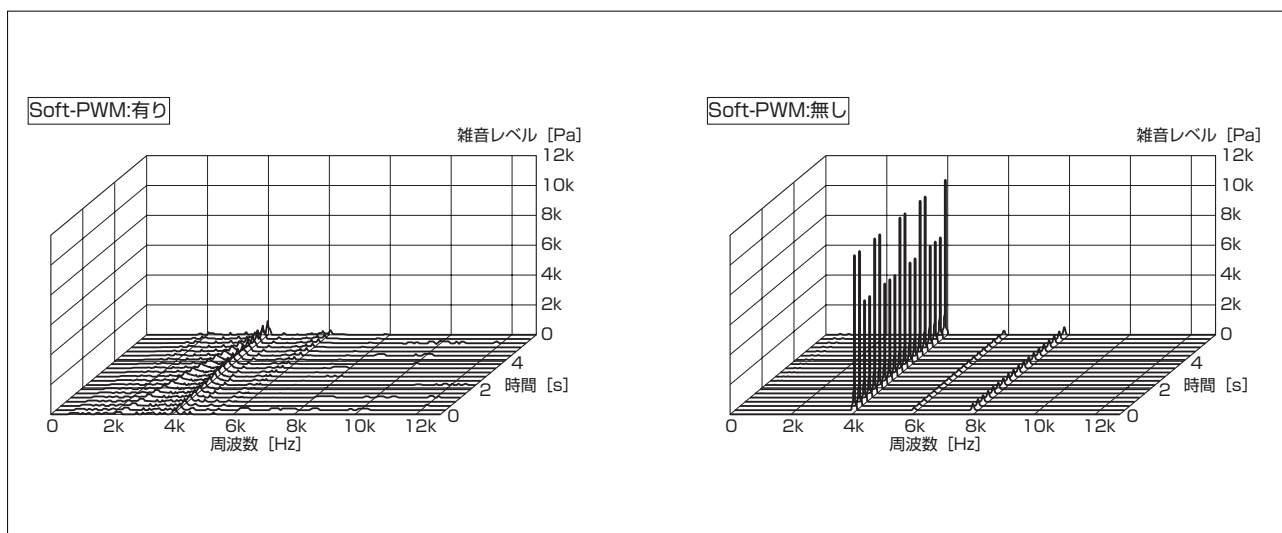 Soft-PWM:有り
雑音レベル [Pa]
12k
10k
8k
6k
4k
2k
0
4
2
0
時間 [s]
0 2k 4k 6k 8k 10k 12k
周波数 [Hz]
Soft-PWM:無し
雑音レベル [Pa]
12k
10k
8k
6k
4k
2k
0
4
2
0
時間 [s]
0 2k 4k 6k 8k 10k 12k
周波数 [Hz]